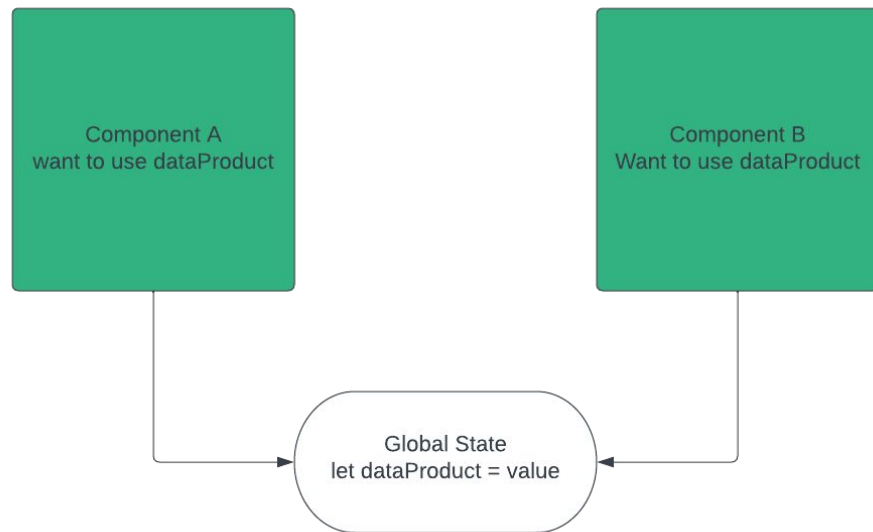 Component A
want to use dataProduct
Component B
Want to use dataProduct
Global State
let dataProduct = value